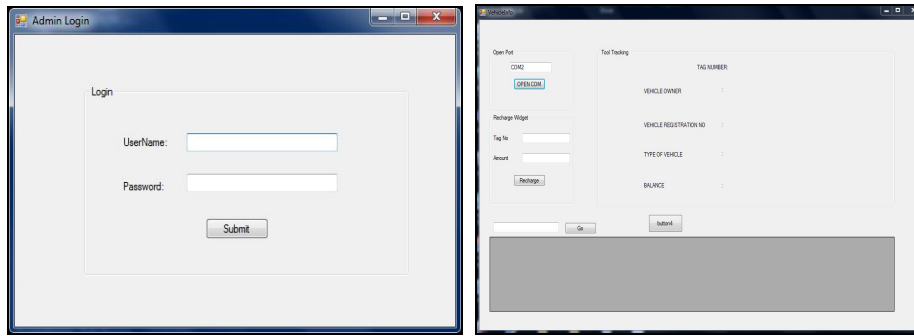 Admin Login
Login
UserName:
Password:
Submit
Open Port
COM2
OPEN COM
Recharge Widget
Tag No
Amount
Recharge
Go
Tool Tracking
TAG NUMBER
VEHICLE OWNER :
VEHICLE REGISTRATION NO :
TYPE OF VEHICLE :
BALANCE :
button4